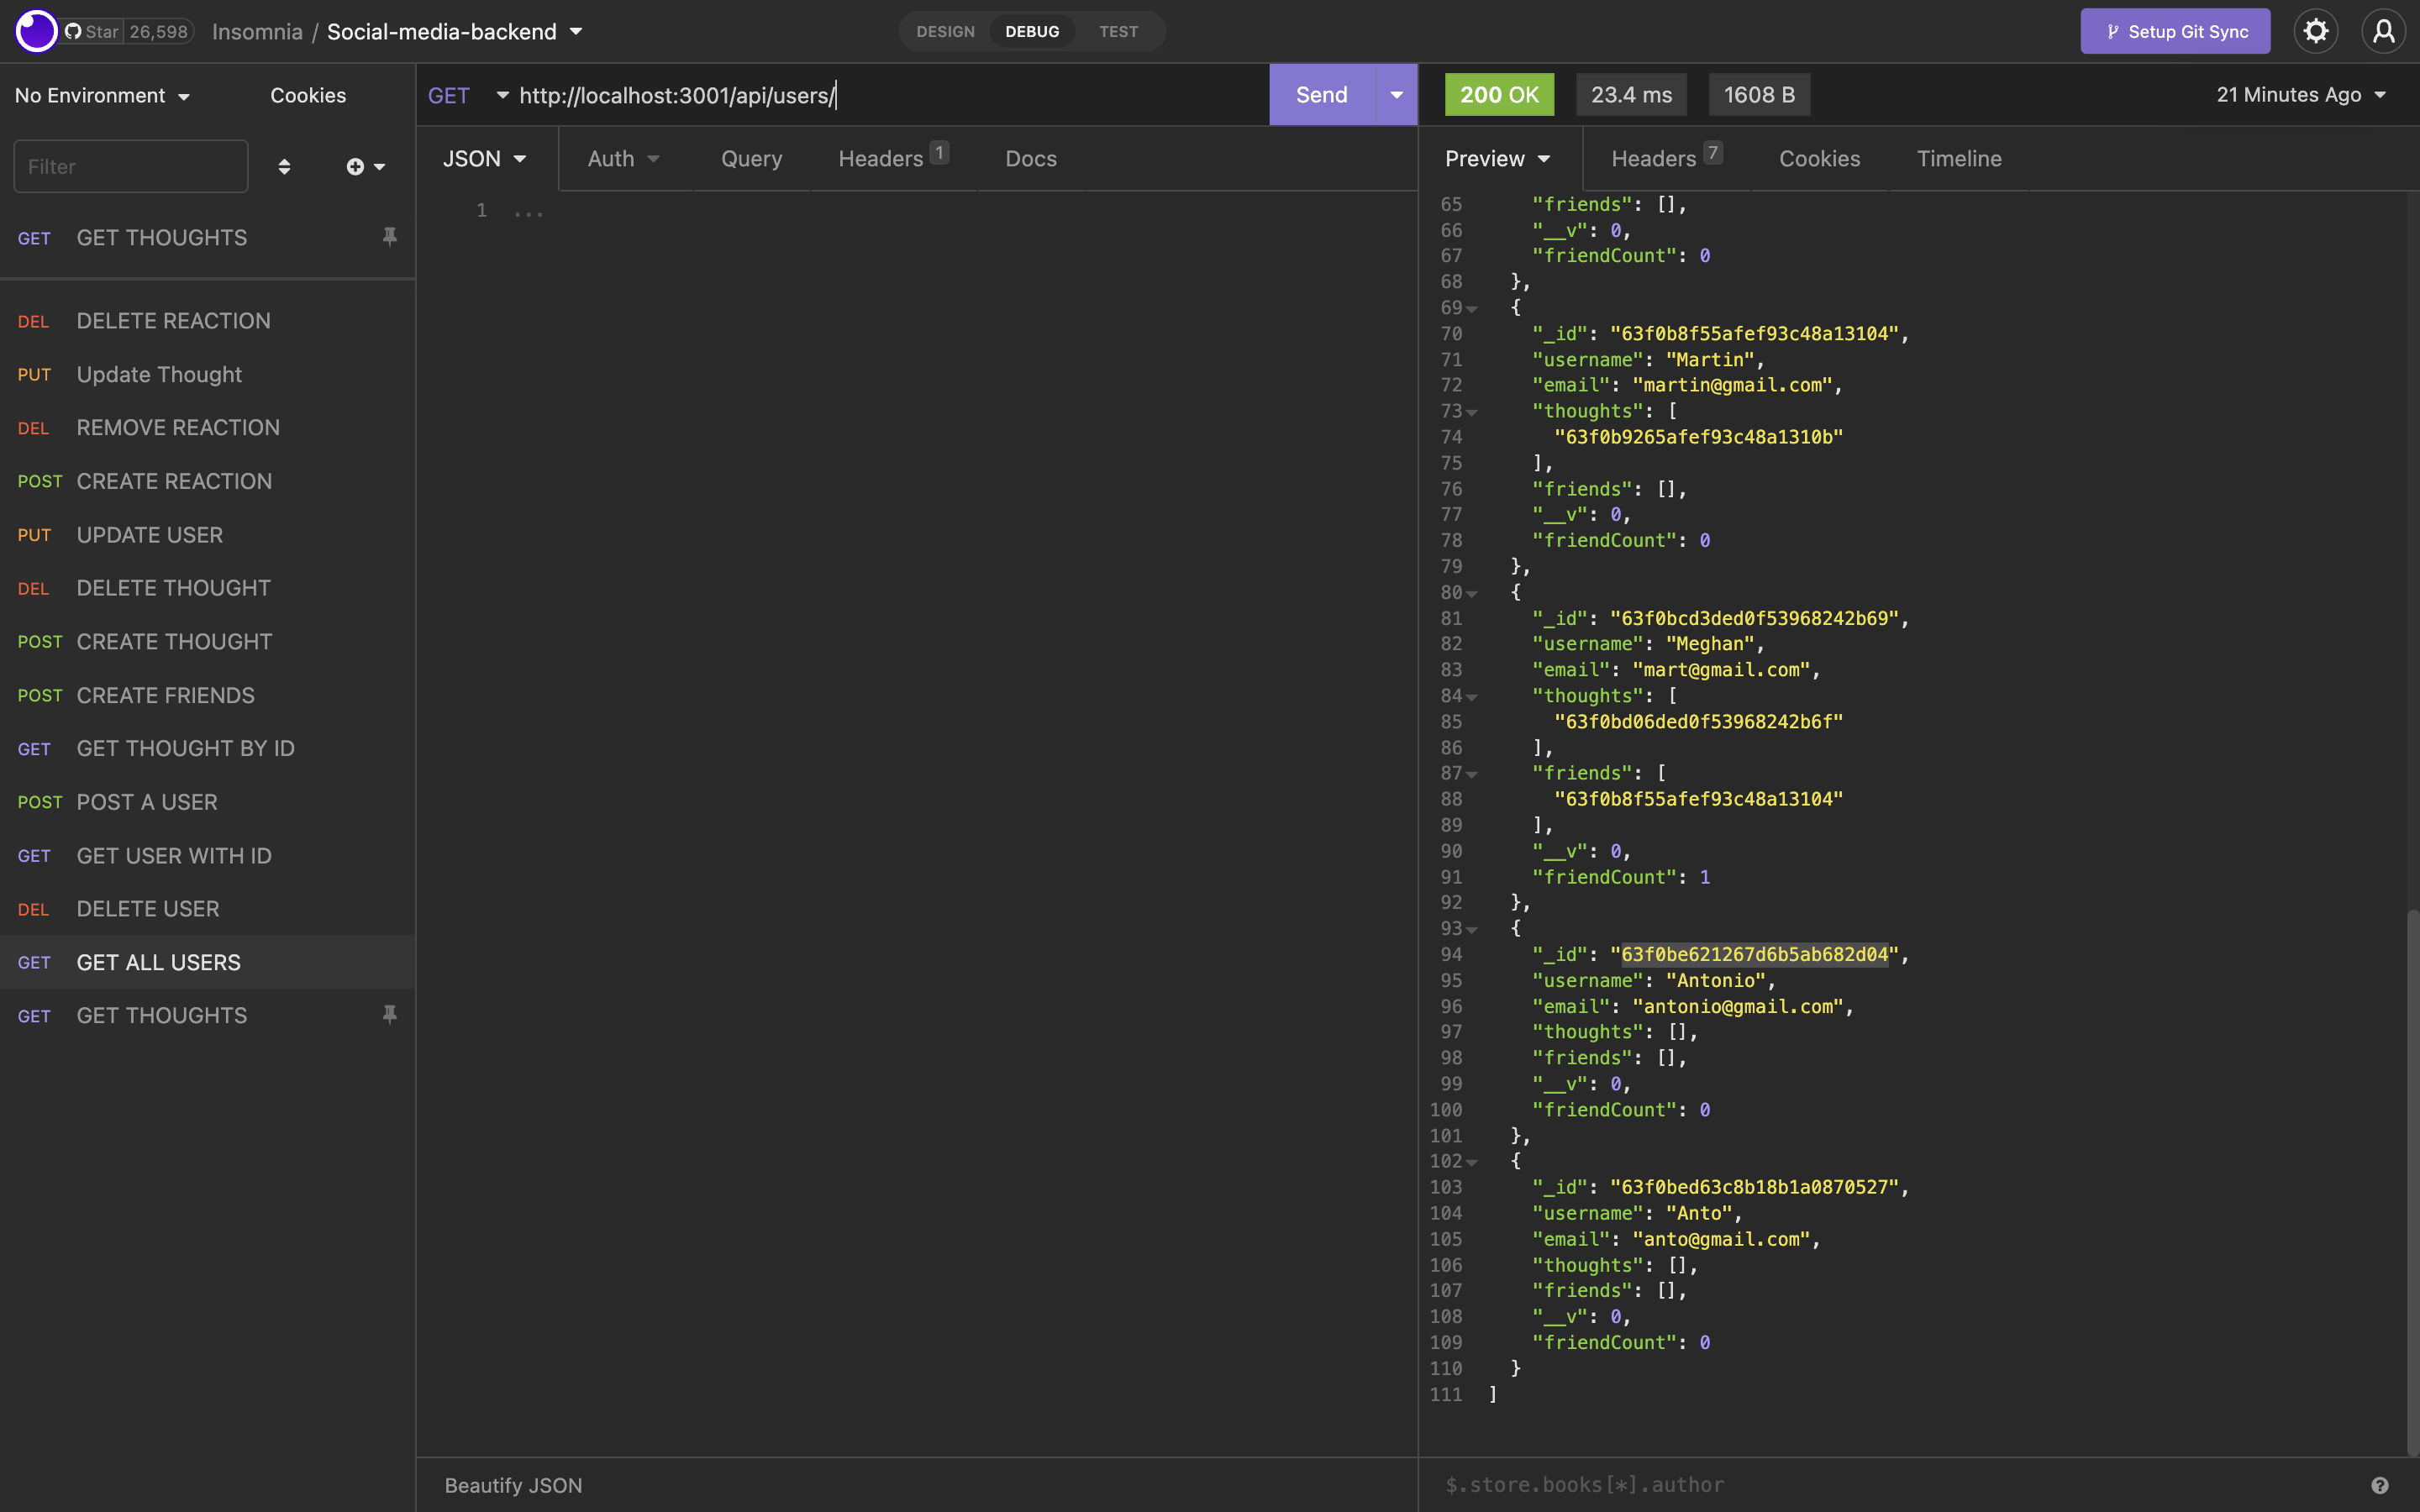 Star 26,598 Insomnia / Social-media-backend
DESIGN DEBUG TEST
Setup Git Sync
No Environment Cookies
Filter
GET GET THOUGHTS
DEL DELETE REACTION
PUT Update Thought
DEL REMOVE REACTION
POST CREATE REACTION
PUT UPDATE USER
DEL DELETE THOUGHT
POST CREATE THOUGHT
POST CREATE FRIENDS
GET GET THOUGHT BY ID
POST POST A USER
GET GET USER WITH ID
DEL DELETE USER
GET GET ALL USERS
GET GET THOUGHTS
GET http://localhost:3001/api/users/ Send
JSON Auth Query Headers 1 Docs
1 ...
Beautify JSON
200 OK 23.4 ms 1608 B 21 Minutes Ago
Preview Headers 7 Cookies Timeline
65 "friends": [],
66 "__v": 0,
67 "friendCount": 0
68 },
69 {
70 "_id": "63f0b8f55afef93c48a13104",
71 "username": "Martin",
72 "email": "martin@gmail.com",
73 "thoughts": [
74 "63f0b9265afef93c48a1310b"
75 ],
76 "friends": [],
77 "__v": 0,
78 "friendCount": 0
79 },
80 {
81 "_id": "63f0bcd3ded0f53968242b69",
82 "username": "Meghan",
83 "email": "mart@gmail.com",
84 "thoughts": [
85 "63f0bd06ded0f53968242b6f"
86 ],
87 "friends": [
88 "63f0b8f55afef93c48a13104"
89 ],
90 "__v": 0,
91 "friendCount": 1
92 },
93 {
94 "_id": "63f0be621267d6b5ab682d04",
95 "username": "Antonio",
96 "email": "antonio@gmail.com",
97 "thoughts": [],
98 "friends": [],
99 "__v": 0,
100 "friendCount": 0
101 },
102 {
103 "_id": "63f0bed63c8b18b1a0870527",
104 "username": "Anto",
105 "email": "anto@gmail.com",
106 "thoughts": [],
107 "friends": [],
108 "__v": 0,
109 "friendCount": 0
110 }
111 ]
$.store.books[*].author